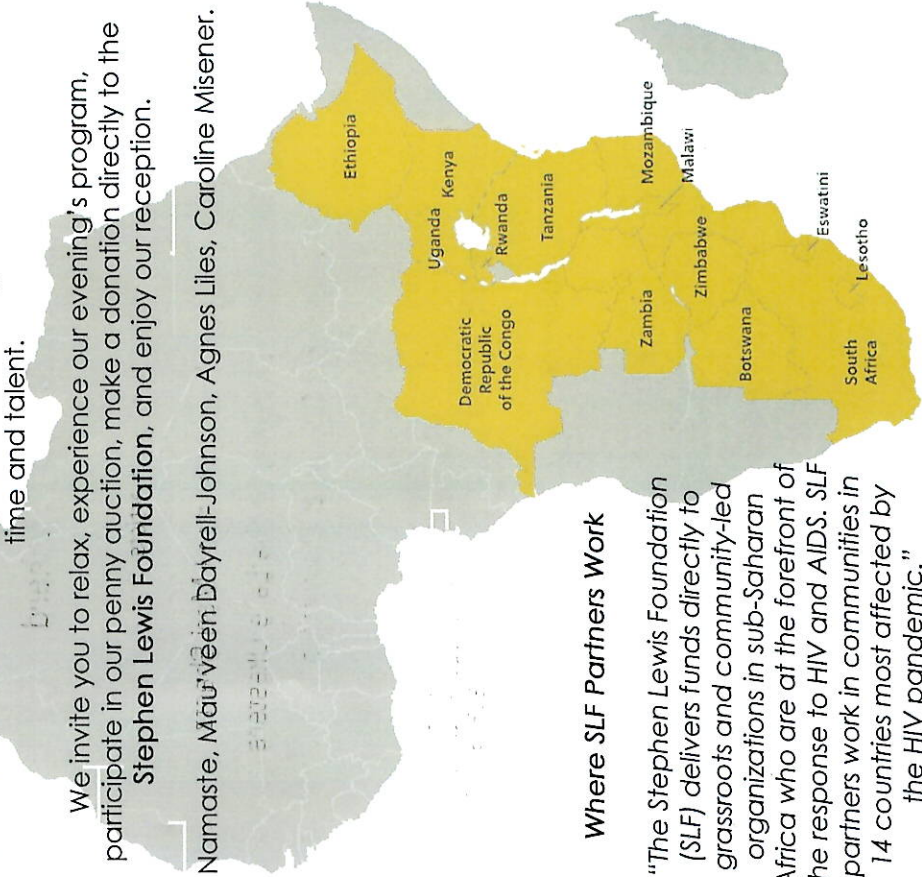 time and talent.
We invite you to relax, experience our evening's program,
participate in our penny auction, make a donation directly to the
Stephen Lewis Foundation, and enjoy our reception.
Namaste, Mau'veen Dayrell-Johnson, Agnes Liles, Caroline Misener.
Ethiopia
Uganda
Kenya
Rwanda
Democratic
Republic
of the Congo
Tanzania
Mozambique
Malawi
Zambia
Zimbabwe
Botswana
Eswatini
Lesotho
South
Africa
Where SLF Partners Work
"The Stephen Lewis Foundation
(SLF) delivers funds directly to
grassroots and community-led
organizations in sub-Saharan
Africa who are at the forefront of
the response to HIV and AIDS. SLF
partners work in communities in
14 countries most affected by
the HIV pandemic."